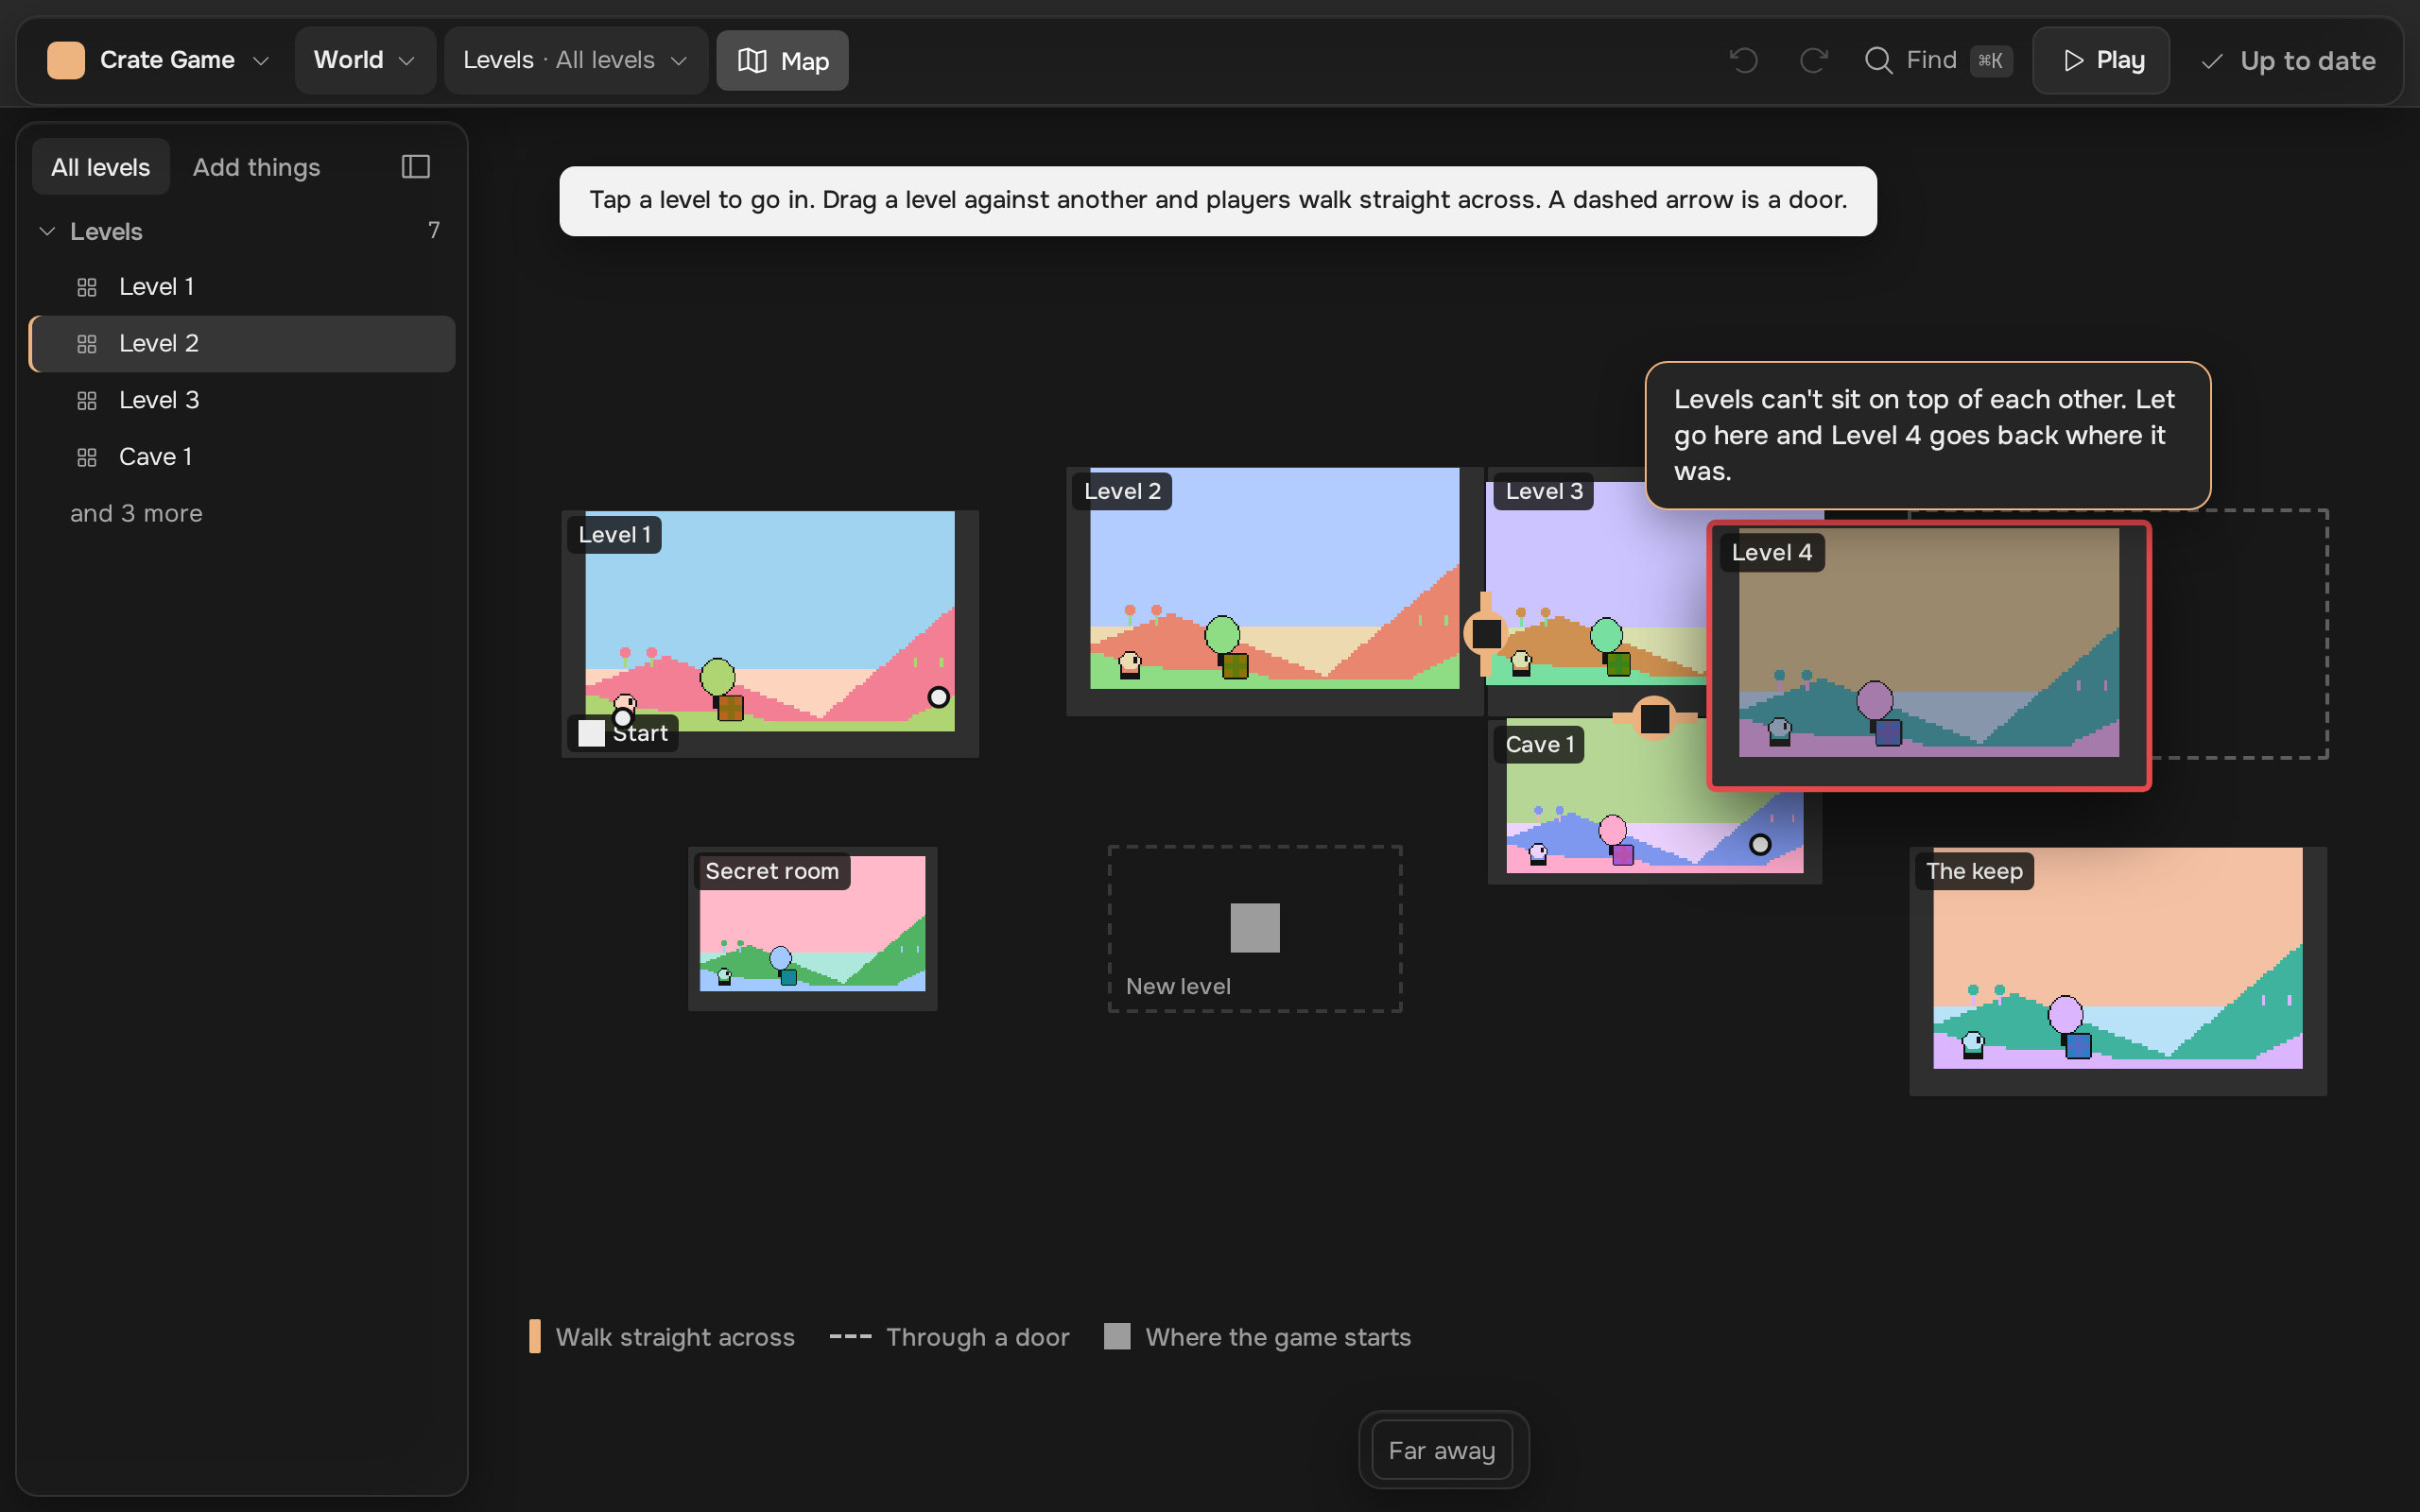 Crate Game
World
Levels · All levels
Map
Find ⌘K
Play
Up to date
All levels
Add things
Levels 7
Level 1
Level 2
Level 3
Cave 1
and 3 more
Tap a level to go in. Drag a level against another and players walk straight across. A dashed arrow is a door.
Levels can't sit on top of each other. Let
go here and Level 4 goes back where it
was.
Level 1
Start
Level 2
Level 3
Level 4
Cave 1
Secret room
New level
The keep
Walk straight across
Through a door
Where the game starts
Far away